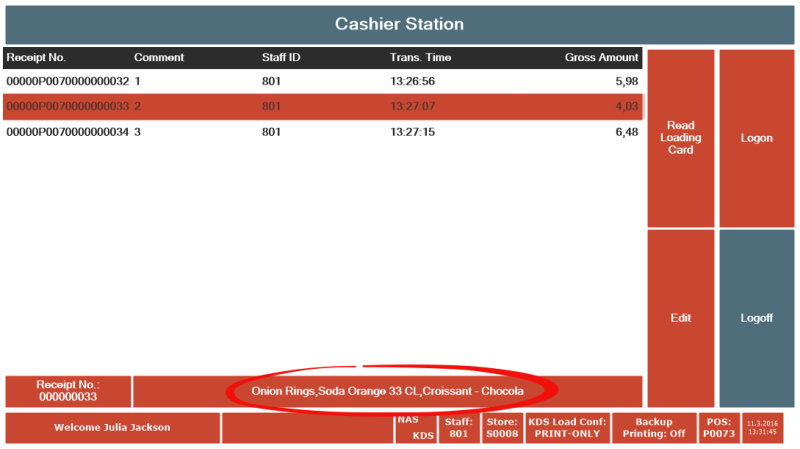 Cashier Station
Receipt No. Comment Staff ID Trans. Time Gross Amount
00000P0070000000032 1 801 13:26:56 5,98
00000P0070000000033 2 801 13:27:07 4,03
00000P0070000000034 3 801 13:27:15 6,48
Read
Loading
Card
Logon
Edit
Logoff
Receipt No.:
000000033
Onion Rings,Soda Orange 33 CL,Croissant - Chocola
Welcome Julia Jackson
NAS
KDS
Staff:
801
Store:
S0008
KDS Load Conf:
PRINT-ONLY
Backup
Printing: Off
POS:
P0073
11.3.2016
13:31:45